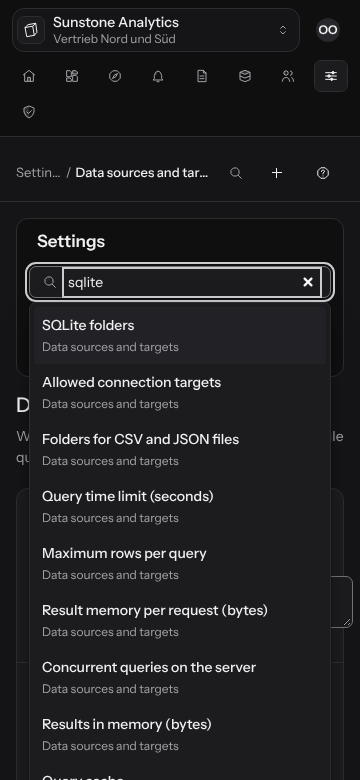 Sunstone Analytics
Vertrieb Nord und Süd
OO
Settin... / Data sources and tar...
Settings
sqlite
SQLite folders
Data sources and targets
Allowed connection targets
Data sources and targets
Folders for CSV and JSON files
Data sources and targets
Query time limit (seconds)
Data sources and targets
Maximum rows per query
Data sources and targets
Result memory per request (bytes)
Data sources and targets
Concurrent queries on the server
Data sources and targets
Results in memory (bytes)
Data sources and targets